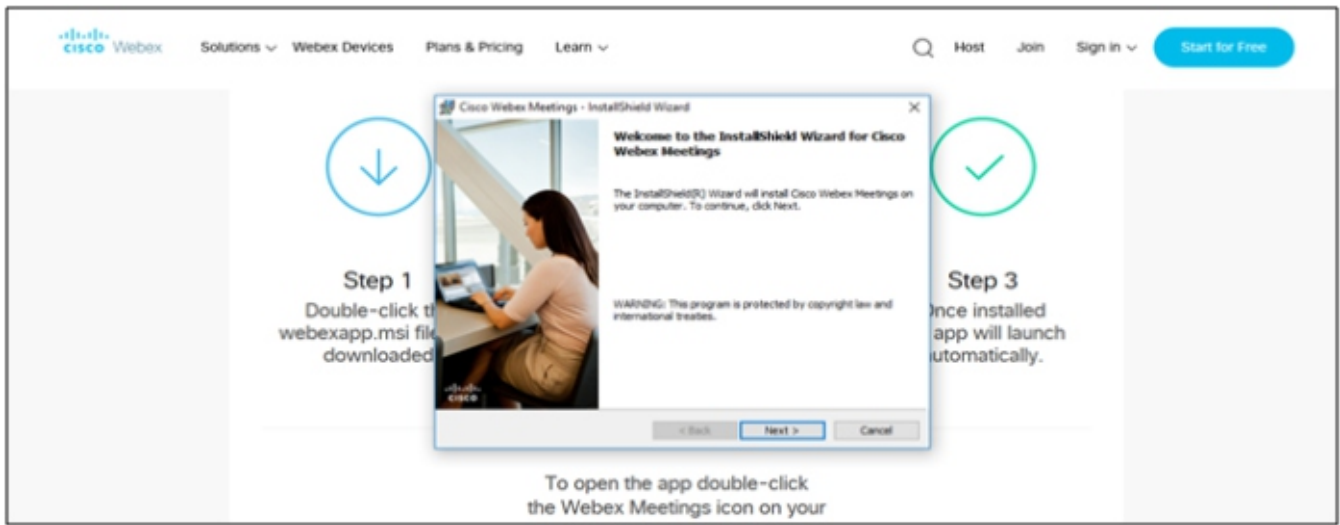 CISCO Webex
Solutions Webex Devices Plans & Pricing Learn
Host Join Sign in Start for Free
Cisco Webex Meetings - InstallShield Wizard
Welcome to the InstallShield Wizard for Cisco
Webex Meetings
The InstallShield(R) Wizard will install Cisco Webex Meetings on
your computer. To continue, click Next.
WARNING: This program is protected by copyright law and
international treaties.
CISCO
< Back Next > Cancel
Step 1
Double-click
webexapp.msi
downloaded
Step 3
installed
app will launch
To open the app double-click
the Webex Meetings icon on your